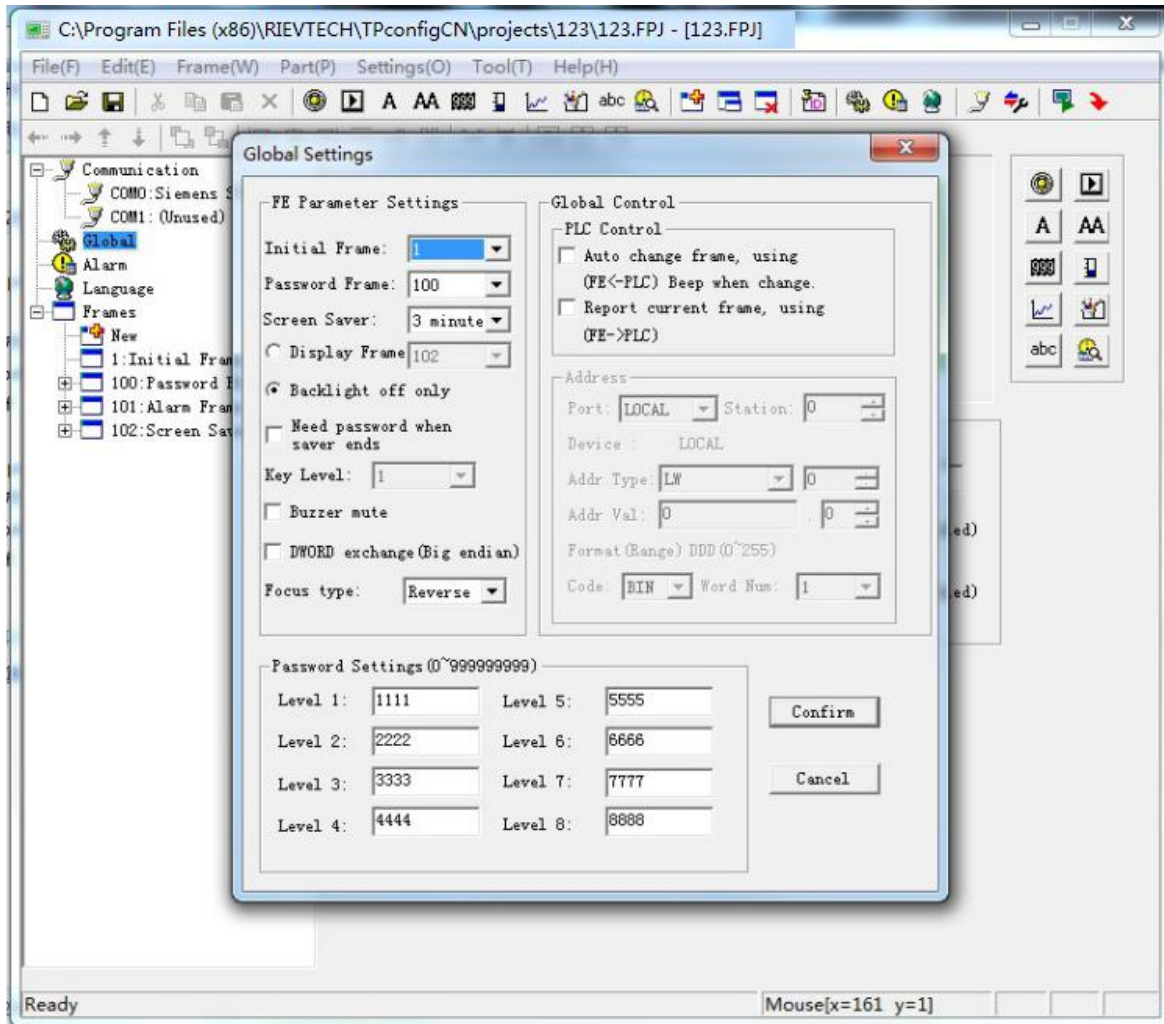 C:\Program Files (x86)\RIEVTECH\TPconfigCN\projects\123\123.FPJ - [123.FPJ]
File(F) Edit(E) Frame(W) Part(P) Settings(O) Tool(T) Help(H)
A AA abc
Communication
COM0:Siemens
COM1:(Unused)
Global
Alarm
Language
Frames
New
1:Initial Fram
100:Password
101:Alarm Fram
102:Screen Sav
Global Settings
FE Parameter Settings
Initial Frame: 1
Password Frame: 100
Screen Saver: 3 minute
Display Frame 102
Backlight off only
Need password when
saver ends
Key Level: 1
Buzzer mute
DWORD exchange(Big endian)
Focus type: Reverse
Global Control
PLC Control
Auto change frame, using
(FE<-PLC) Beep when change.
Report current frame, using
(FE->PLC)
Address
Port: LOCAL Station: 0
Device : LOCAL
Addr Type: LW 0
Addr Val: 0 . 0
Format(Range) DDD(0~255)
Code: BIN Word Num: 1
Password Settings(0~999999999)
Level 1: 1111 Level 5: 5555
Level 2: 2222 Level 6: 6666
Level 3: 3333 Level 7: 7777
Level 4: 4444 Level 8: 8888
Confirm
Cancel
A AA
abc
ed)
ed)
Ready Mouse[x=161 y=1]